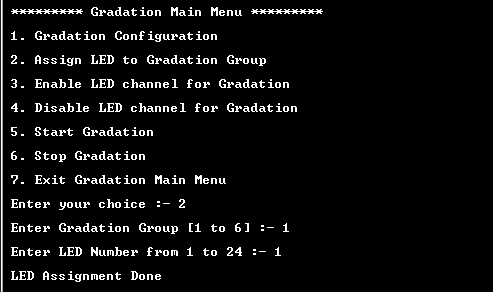 ********* Gradation Main Menu *********
1. Gradation Configuration
2. Assign LED to Gradation Group
3. Enable LED channel for Gradation
4. Disable LED channel for Gradation
5. Start Gradation
6. Stop Gradation
7. Exit Gradation Main Menu
Enter your choice :- 2
Enter Gradation Group [1 to 6] :- 1
Enter LED Number from 1 to 24 :- 1
LED Assignment Done